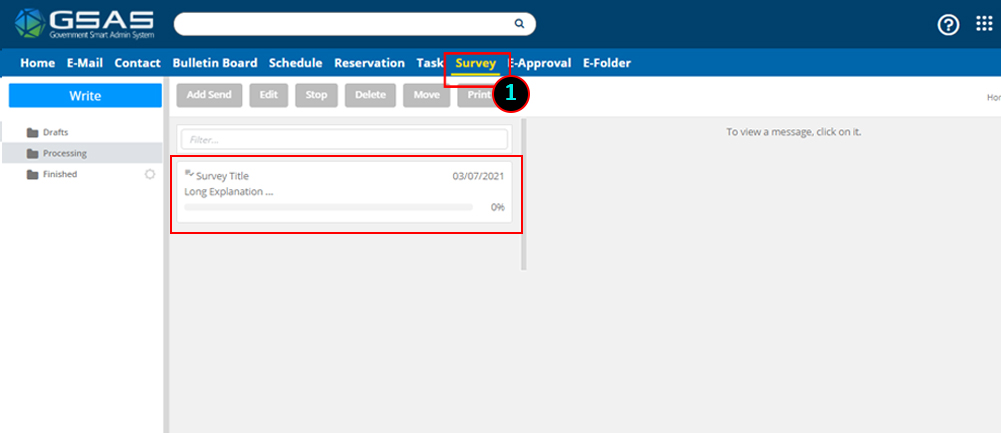 GSAS
Government Smart Admin System
Home E-Mail Contact Bulletin Board Schedule Reservation Task Survey E-Approval E-Folder
1
Write
Add Send Edit Stop Delete Move Print
Drafts
Processing
Finished
Filter...
Survey Title 03/07/2021
Long Explanation ...
0%
To view a message, click on it.